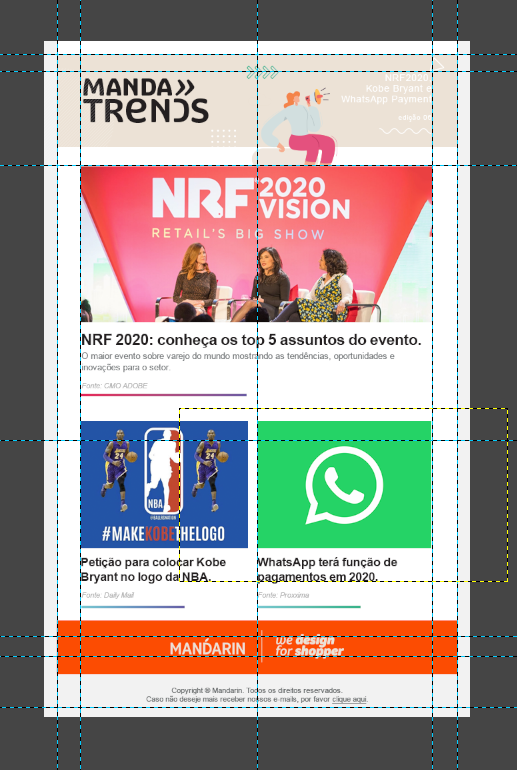 MANDA
TRENDS
NRF2020,
Kobe Bryant e
WhatsApp Payment
edição 09
NRF 2020
VISION
RETAIL'S BIG SHOW
NRF 2020: conheça os top 5 assuntos do evento.
O maior evento sobre varejo do mundo mostrando as tendências, oportunidades e
inovações para o setor.
Fonte: CMO ADOBE
24
24
NBA
#MAKEKOBETHELOGO
Petição para colocar Kobe
Bryant no logo da NBA.
Fonte: Daily Mail
WhatsApp terá função de
pagamentos em 2020.
Fonte: Proxxima
MANDARIN
we design
for shopper
Copyright ® Mandarin. Todos os direitos reservados.
Caso não deseje mais receber nossos e-mails, por favor clique aqui.